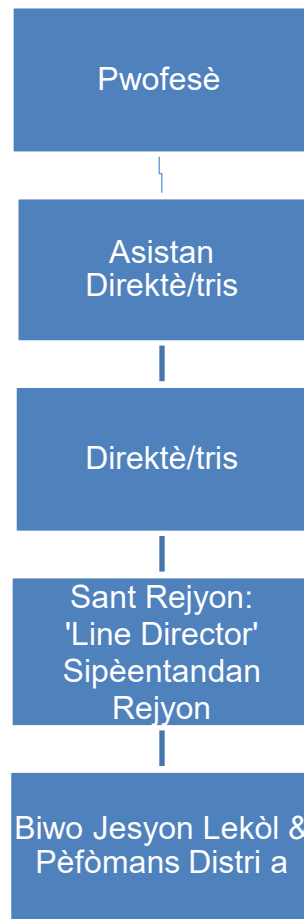 Pwofesè
Asistan
Direktè/tris
Direktè/tris
Sant Rejyon:
'Line Director'
Sipèentandan
Rejyon
Biwo Jesyon Lekòl &
Pèfòmans Distri a